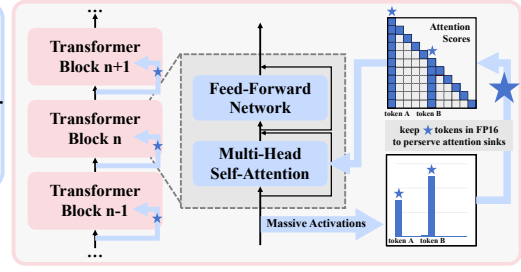 ...
Transformer
Block n+1
Transformer
Block n
Transformer
Block n-1
...
Feed-Forward
Network
Multi-Head
Self-Attention
Massive Activations
Attention
Scores
token A token B
keep ★ tokens in FP16
to perserve attention sinks
token A token B